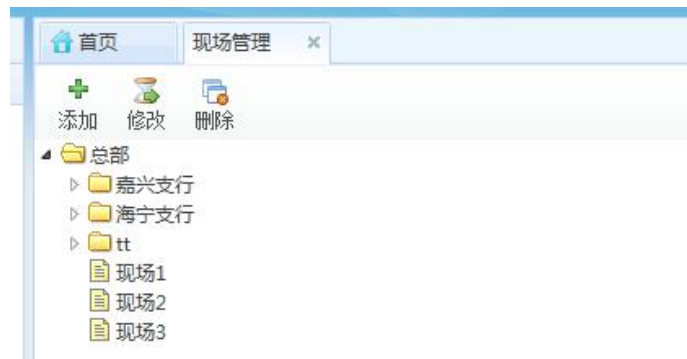 首页 现场管理
添加 修改 删除
总部
嘉兴支行
海宁支行
tt
现场1
现场2
现场3